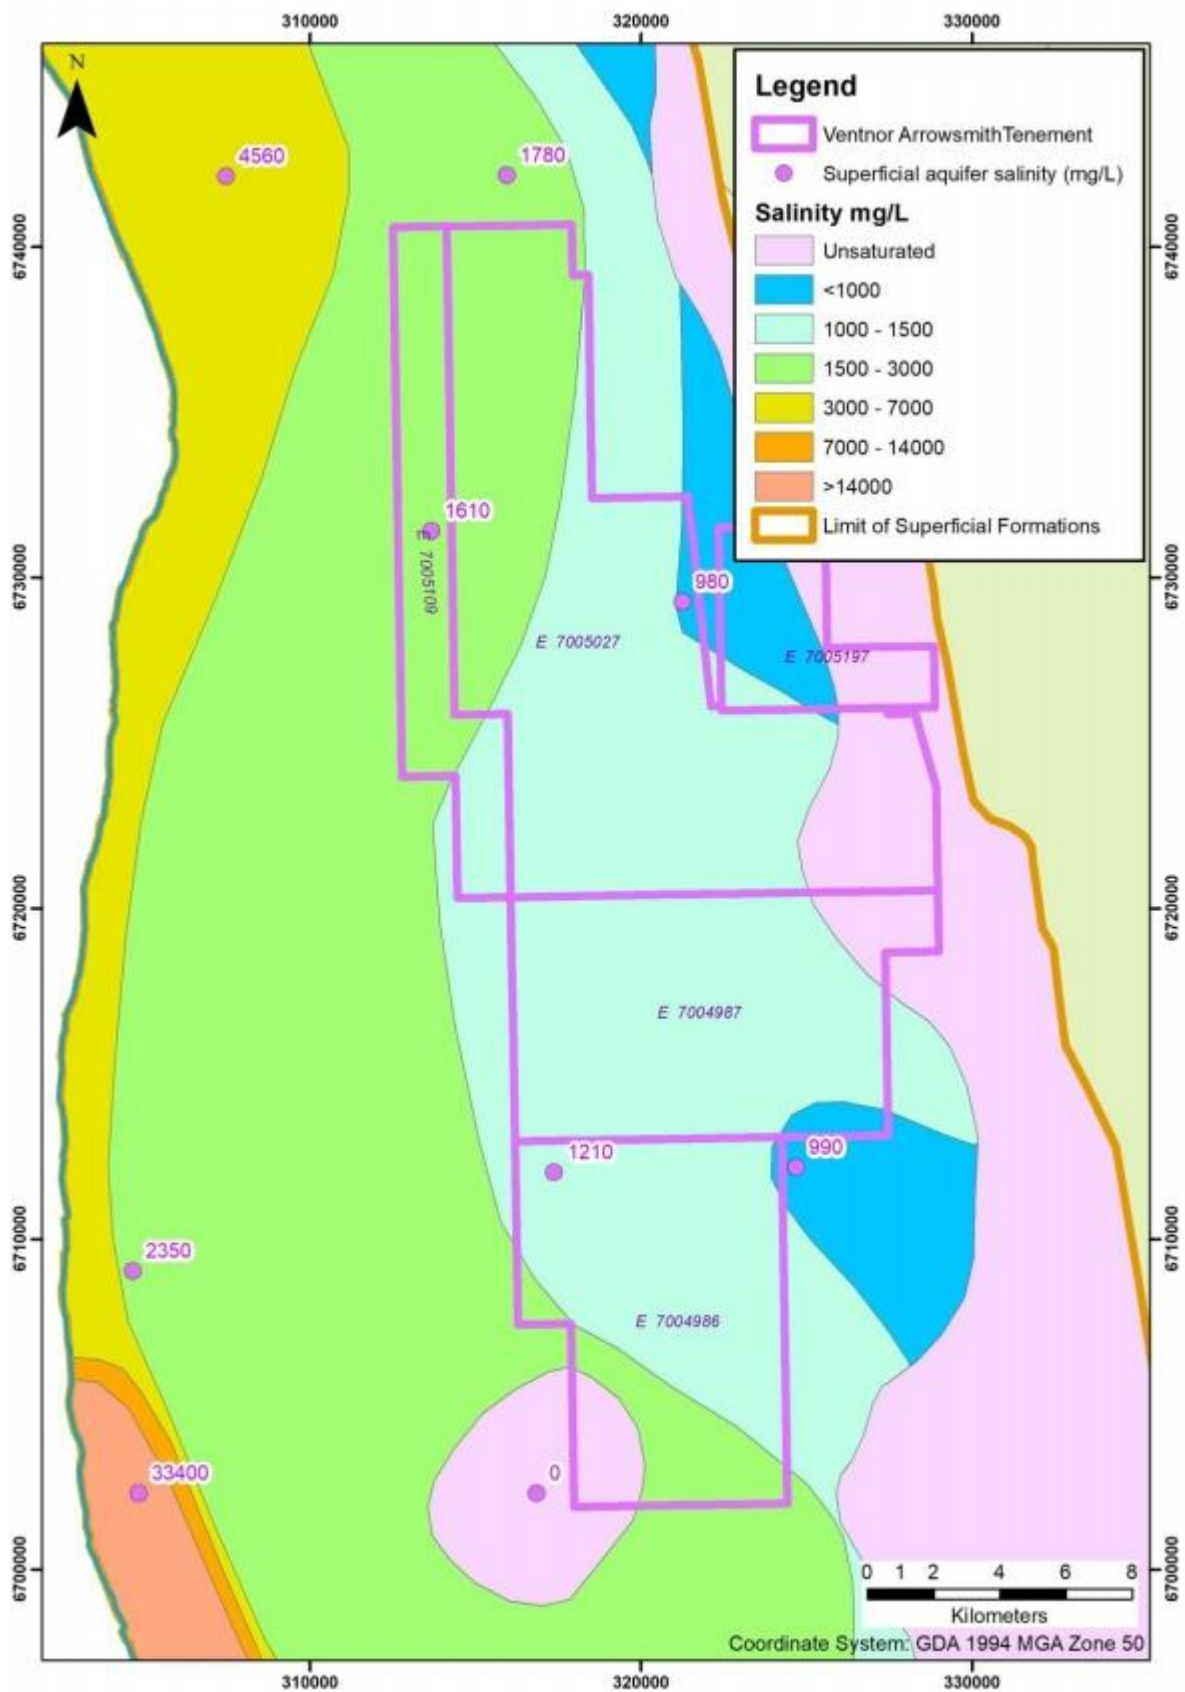 310000
320000
330000
N
Legend
Ventnor ArrowsmithTenement
Superficial aquifer salinity (mg/L)
Salinity mg/L
Unsaturated
<1000
1000 - 1500
1500 - 3000
3000 - 7000
7000 - 14000
>14000
Limit of Superficial Formations
4560
1780
6740000
6740000
1610
E 7005109
6730000
6730000
980
E 7005027
E 7005197
6720000
6720000
E 7004987
1210
990
6710000
6710000
2350
E 7004986
33400
0
6700000
6700000
0 1 2 4 6 8
Kilometers
Coordinate System: GDA 1994 MGA Zone 50
310000
320000
330000